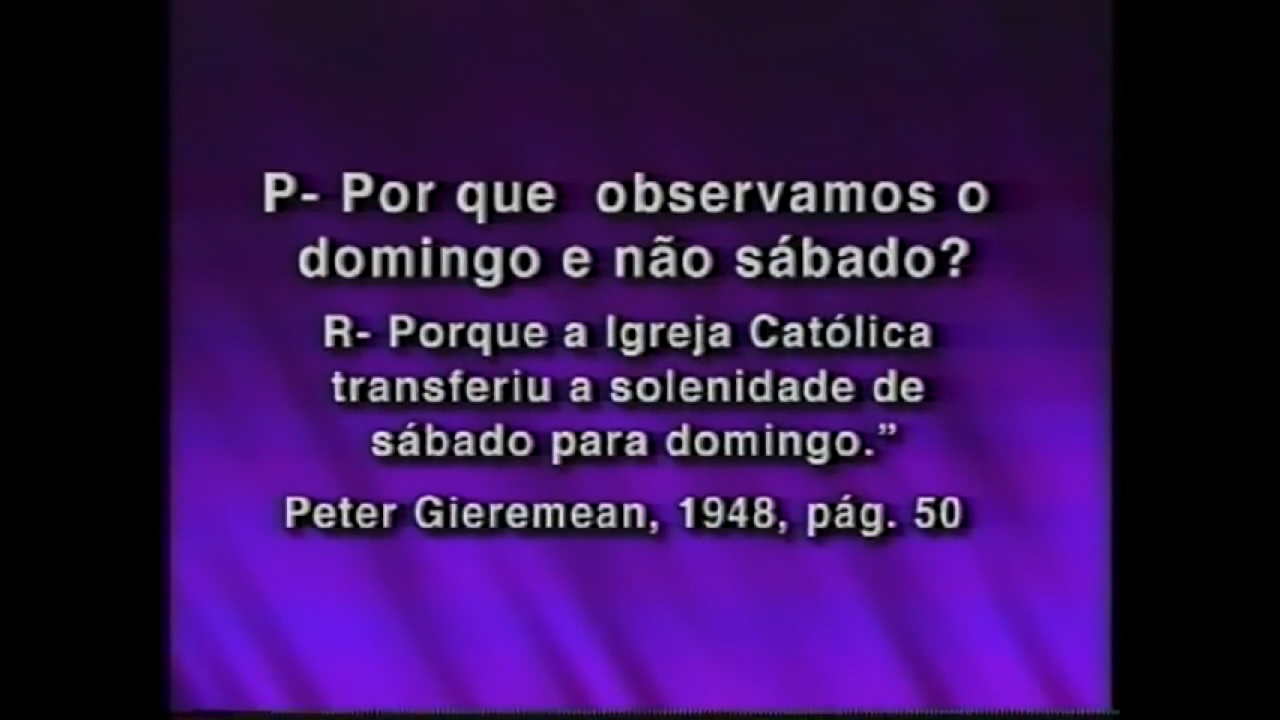 P- Por que observamos o
domingo e não sábado?
R- Porque a Igreja Católica
transferiu a solenidade de
sábado para domingo.”
Peter Gieremean, 1948, pág. 50